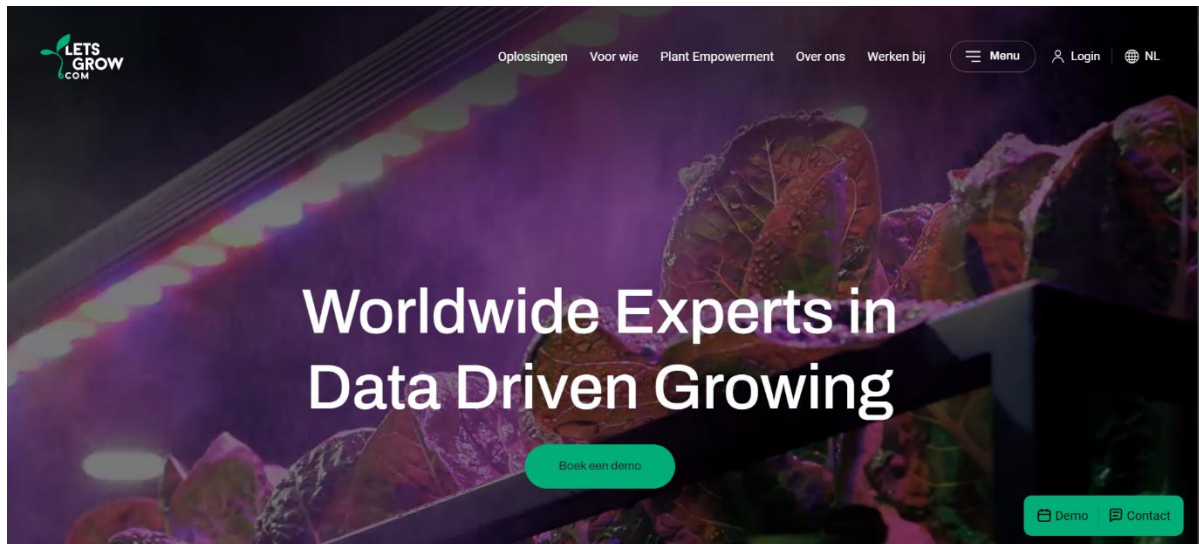 LETS
GROW
COM
Oplossingen Voor wie Plant Empowerment Over ons Werken bij Menu Login NL
Worldwide Experts in
Data Driven Growing
Boek een demo
Demo Contact